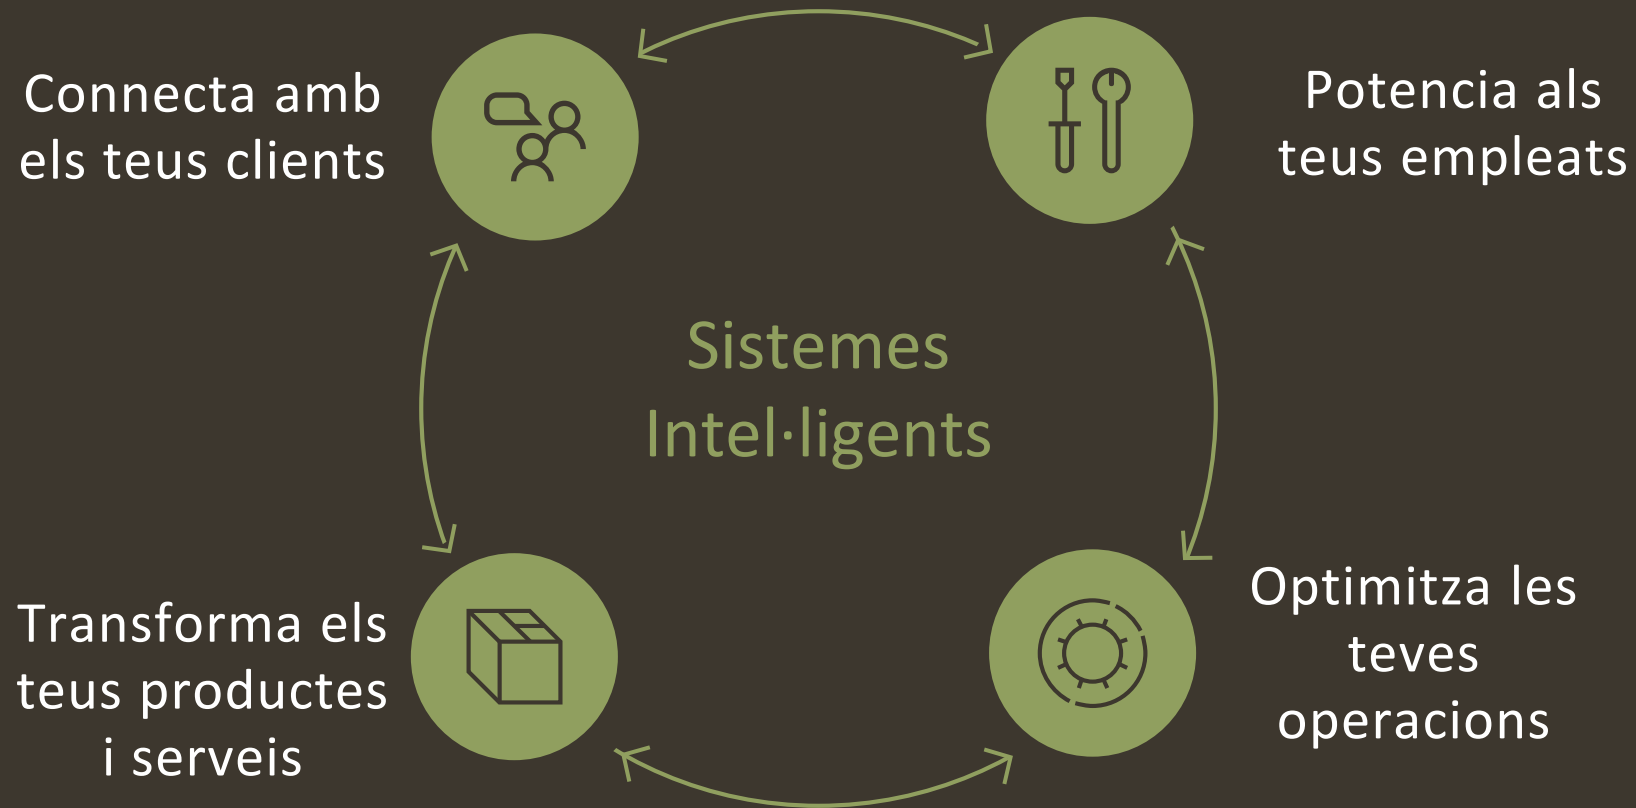 Connecta amb
els teus clients
Potencia als
teus empleats
Sistemes
Intel·ligents
Transforma els
teus productes
i serveis
Optimitza les
teves
operacions